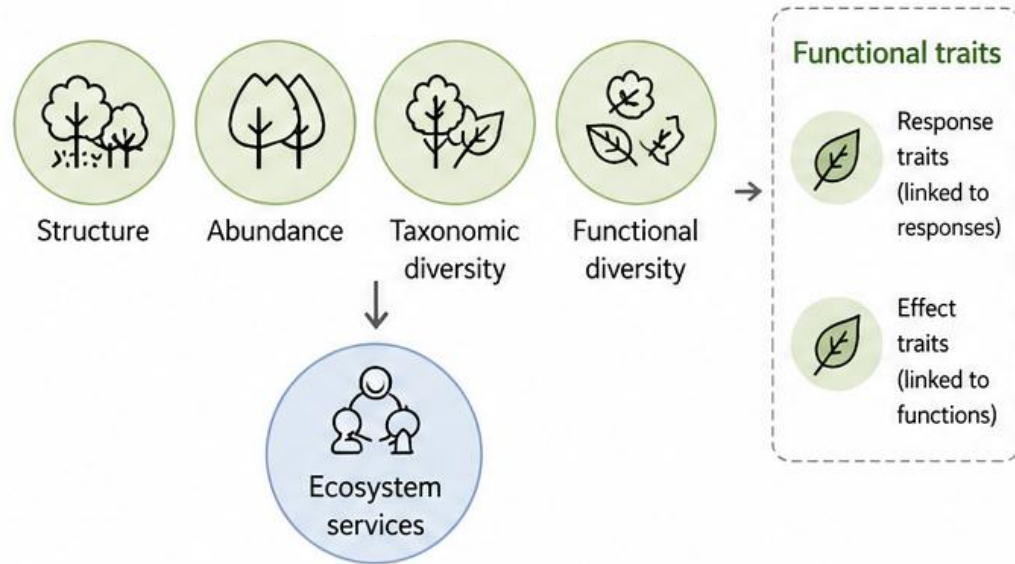 Structure
Abundance
Taxonomic
diversity
Functional
diversity
Ecosystem
services
Functional traits
Response
traits
(linked to
responses)
Effect
traits
(linked to
functions)